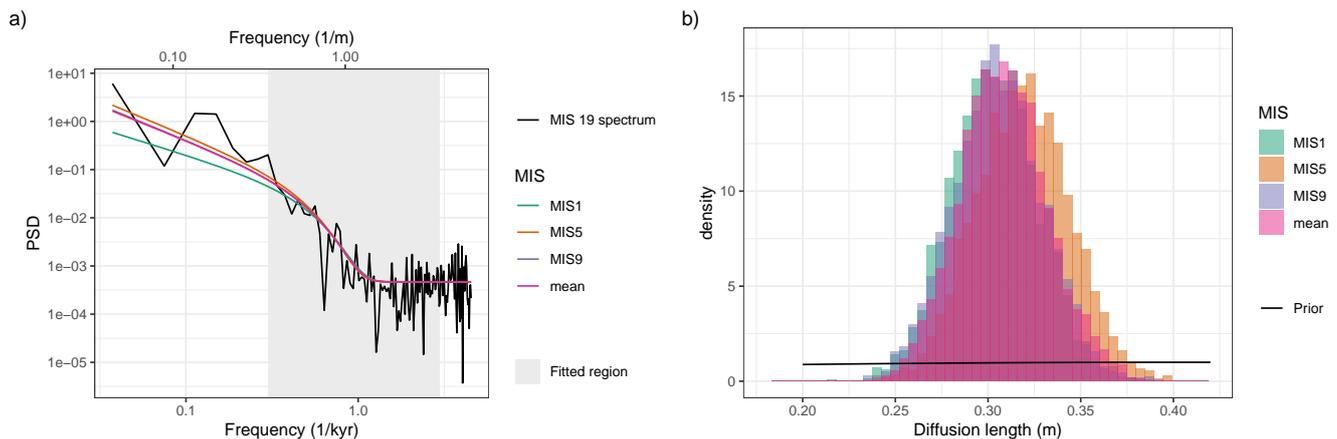 a)
Frequency (1/m)
0.10 1.00
PSD
1e+01
1e+00
1e−01
1e−02
1e−03
1e−04
1e−05
0.1 1.0
Frequency (1/kyr)
MIS 19 spectrum
MIS
MIS1
MIS5
MIS9
mean
Fitted region
b)
density
15
10
5
0
0.20 0.25 0.30 0.35 0.40
Diffusion length (m)
MIS
MIS1
MIS5
MIS9
mean
Prior